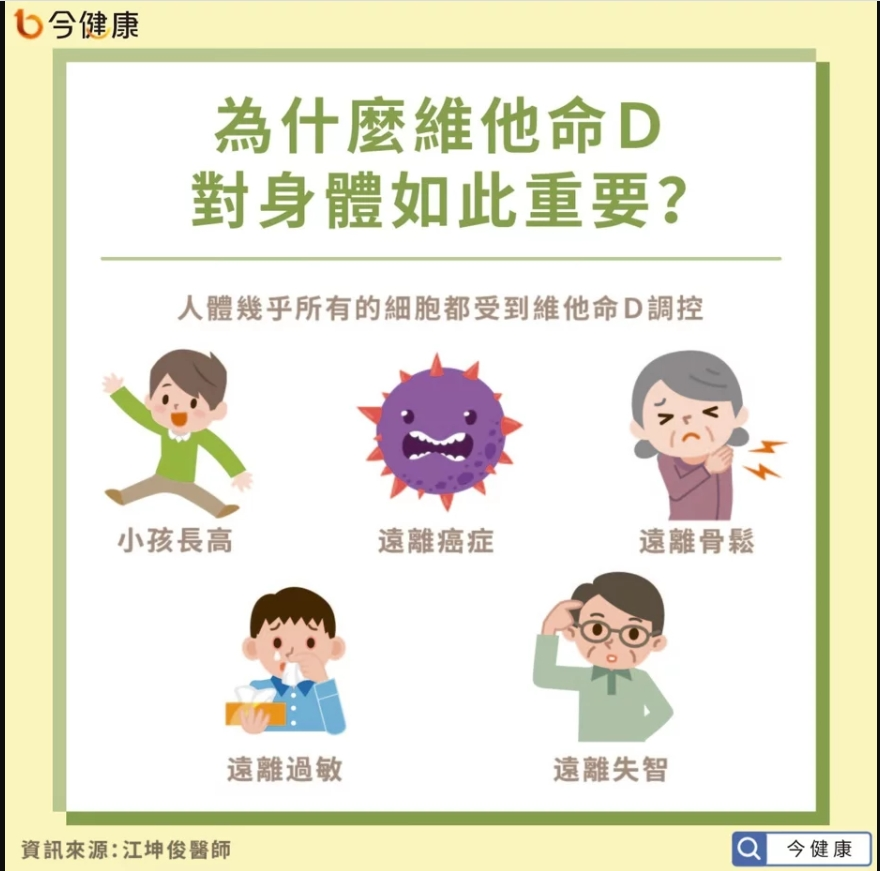 今健康
為什麼維他命D
對身體如此重要?
人體幾乎所有的細胞都受到維他命D調控
小孩長高
遠離癌症
遠離骨鬆
遠離過敏
遠離失智
資訊來源:江坤俊醫師
今健康